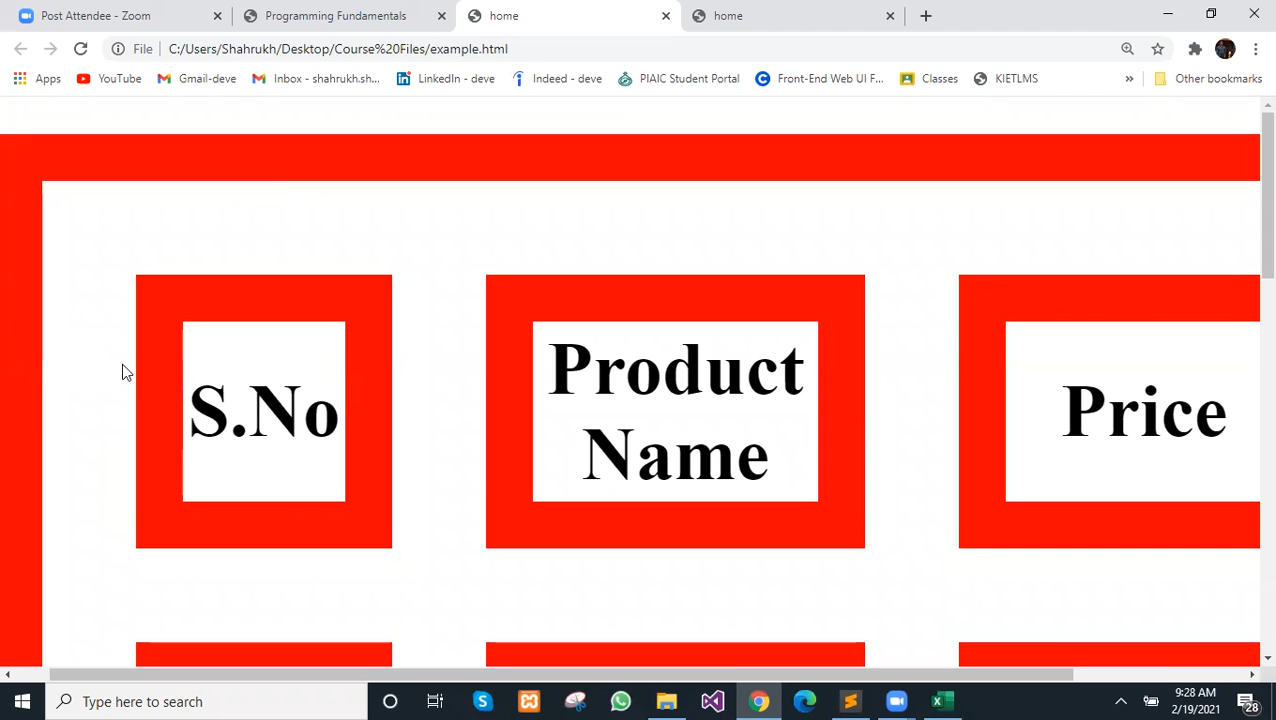 Post Attendee - Zoom
Programming Fundamentals
home
home
File
C:/Users/Shahrukh/Desktop/Course%20Files/example.html
Apps
YouTube
Gmail-deve
Inbox - shahrukh.sh...
LinkedIn - deve
Indeed - deve
PIAIC Student Portal
Front-End Web UI F...
Classes
KIETLMS
»
Other bookmarks
S.No
Product
Name
Price
Type here to search
9:28 AM
2/19/2021
28